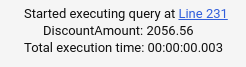 Started executing query at Line 231
DiscountAmount: 2056.56
Total execution time: 00:00:00.003